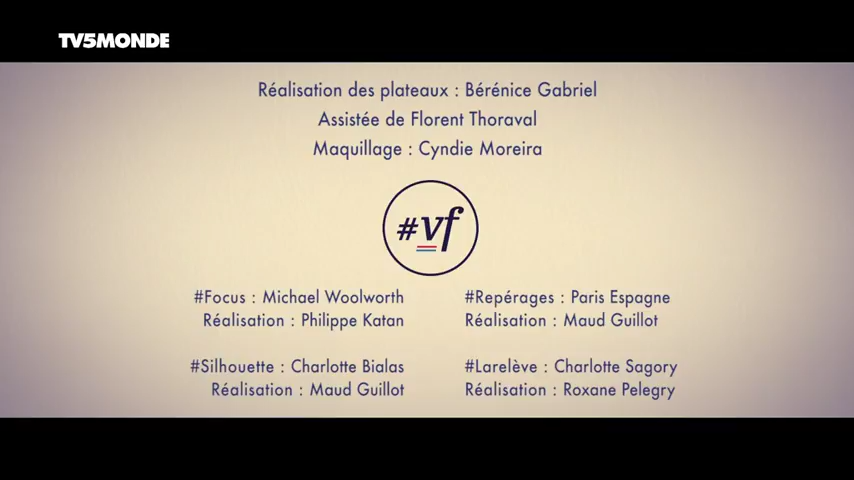 TV5MONDE
Réalisation des plateaux : Bérénice Gabriel
Assistée de Florent Thoraval
Maquillage : Cyndie Moreira
#vf
#Focus : Michael Woolworth
Réalisation : Philippe Katan
#Repérages : Paris Espagne
Réalisation : Maud Guillot
#Silhouette : Charlotte Bialas
Réalisation : Maud Guillot
#Larelève : Charlotte Sagory
Réalisation : Roxane Pelegry